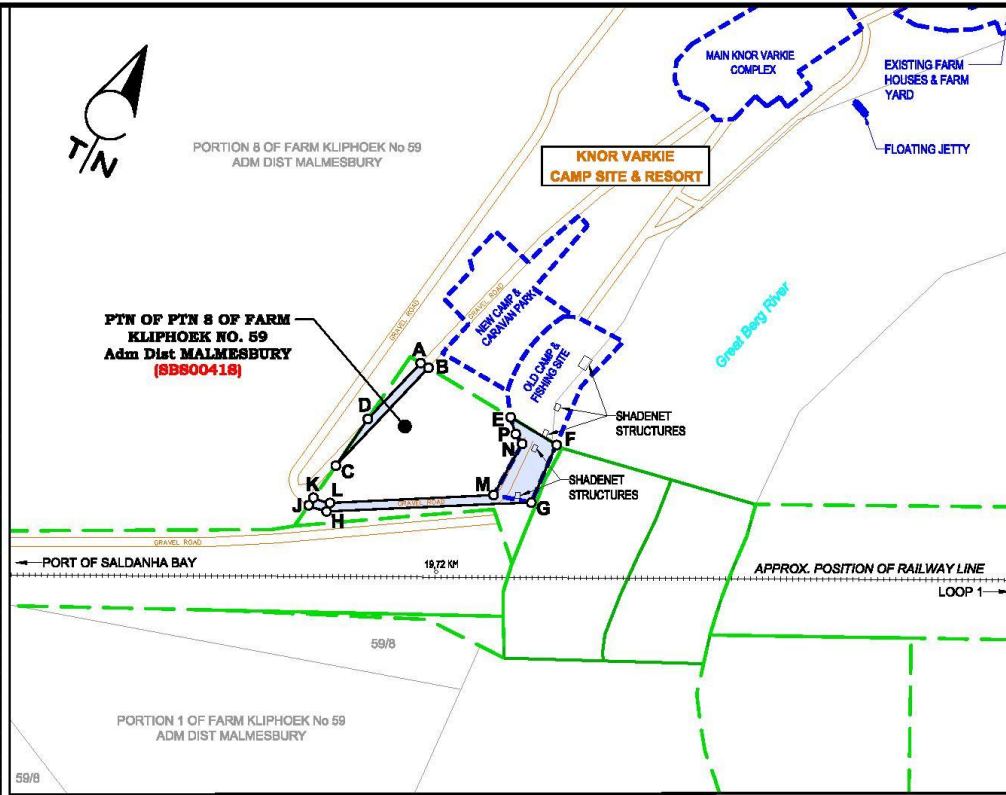 MAIN KNOR VARKIE
COMPLEX
EXISTING FARM
HOUSES & FARM
YARD
FLOATING JETTY
T/N
PORTION 8 OF FARM KLIPHOEK No 59
ADM DIST MALMESBURY
KNOR VARKIE
CAMP SITE & RESORT
Great Berg River
GRAVEL ROAD
GRAVEL ROAD
NEW CAMP &
CARAVAN PARK
OLD CAMP &
FISHING SITE
PTN OF PTN 8 OF FARM
KLIPHOEK NO. 59
Adm Dist MALMESBURY
(SBS0041S)
A
B
D
E
P
N
F
SHADENET
STRUCTURES
C
K
L
M
J
H
G
SHADENET
STRUCTURES
GRAVEL ROAD
GRAVEL ROAD
PORT OF SALDANHA BAY
19,72 KM
APPROX. POSITION OF RAILWAY LINE
LOOP 1
59/8
PORTION 1 OF FARM KLIPHOEK No 59
ADM DIST MALMESBURY
59/8